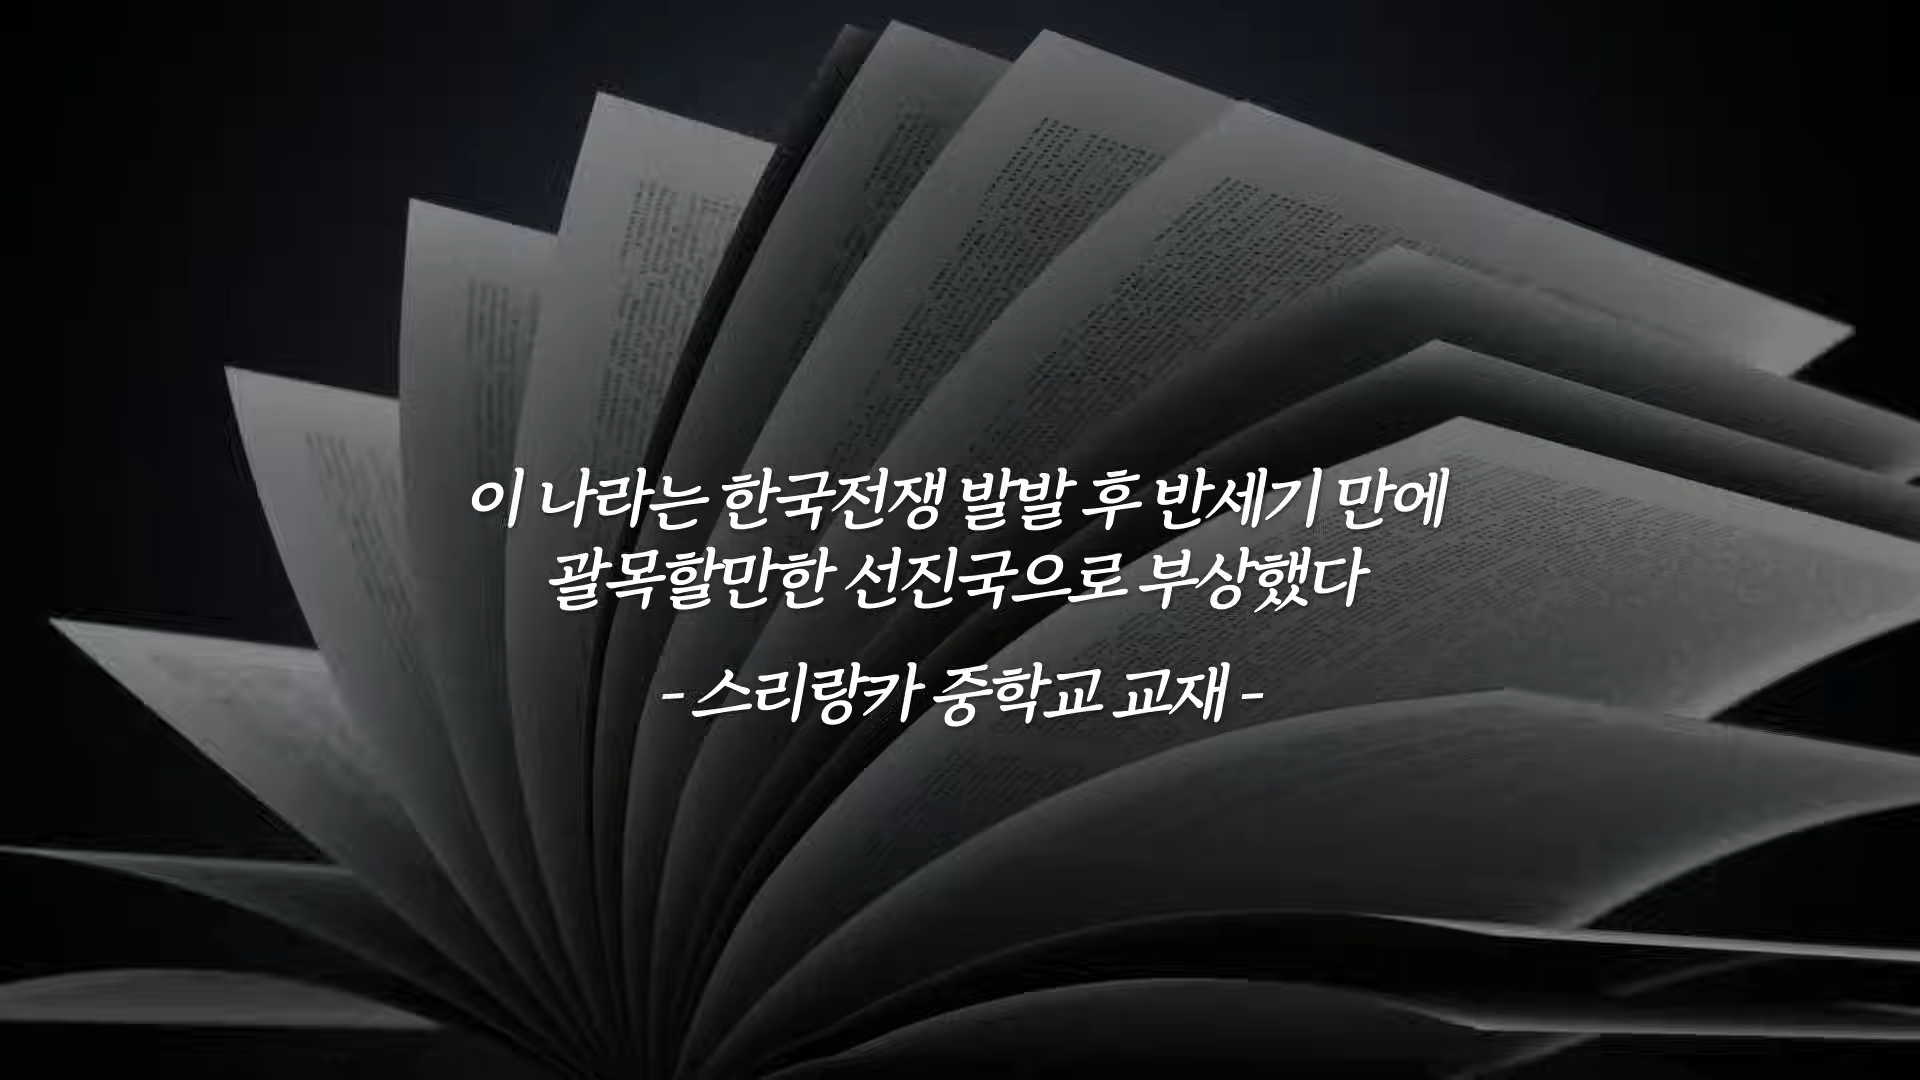 이 나라는 한국전쟁 발발 후 반세기 만에
괄목할만한 선진국으로 부상했다
- 스리랑카 중학교 교재 -